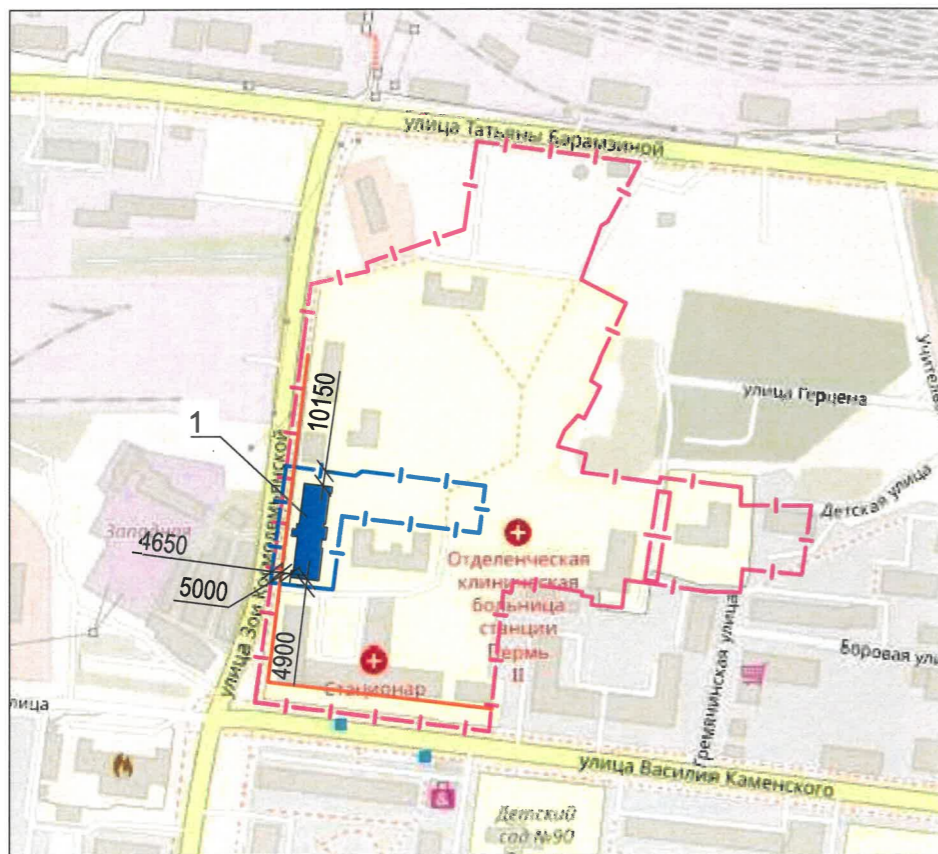 улица Татьяны Барамзиной
улица Герцена
10150
1
Западная
4650
5000
4900
улица Зои Космодемьянской
Детская улица
Отделенческая
клиническая
больница
станции
Пермь
II
Стационар
Гремячинская улица
Боровая ули
лица
улица Василия Каменского
Детский
сад №90